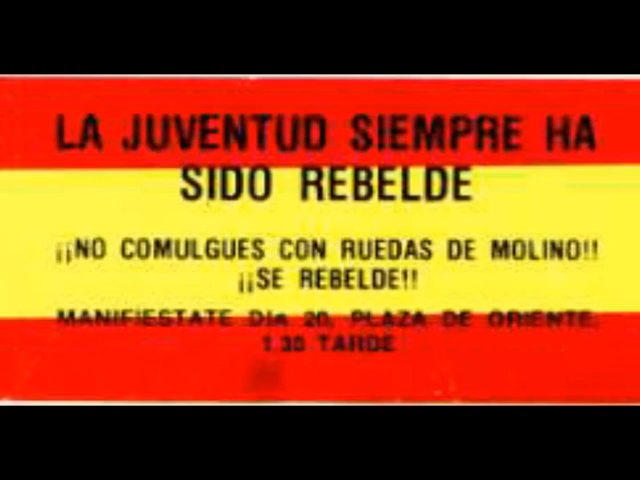 LA JUVENTUD SIEMPRE HA
SIDO REBELDE
¡¡NO COMULGUES CON RUEDAS DE MOLINO!!
¡¡SE REBELDE!!
MANIFIESTATE DIA 20, PLAZA DE ORIENTE,
1 30 TARDE